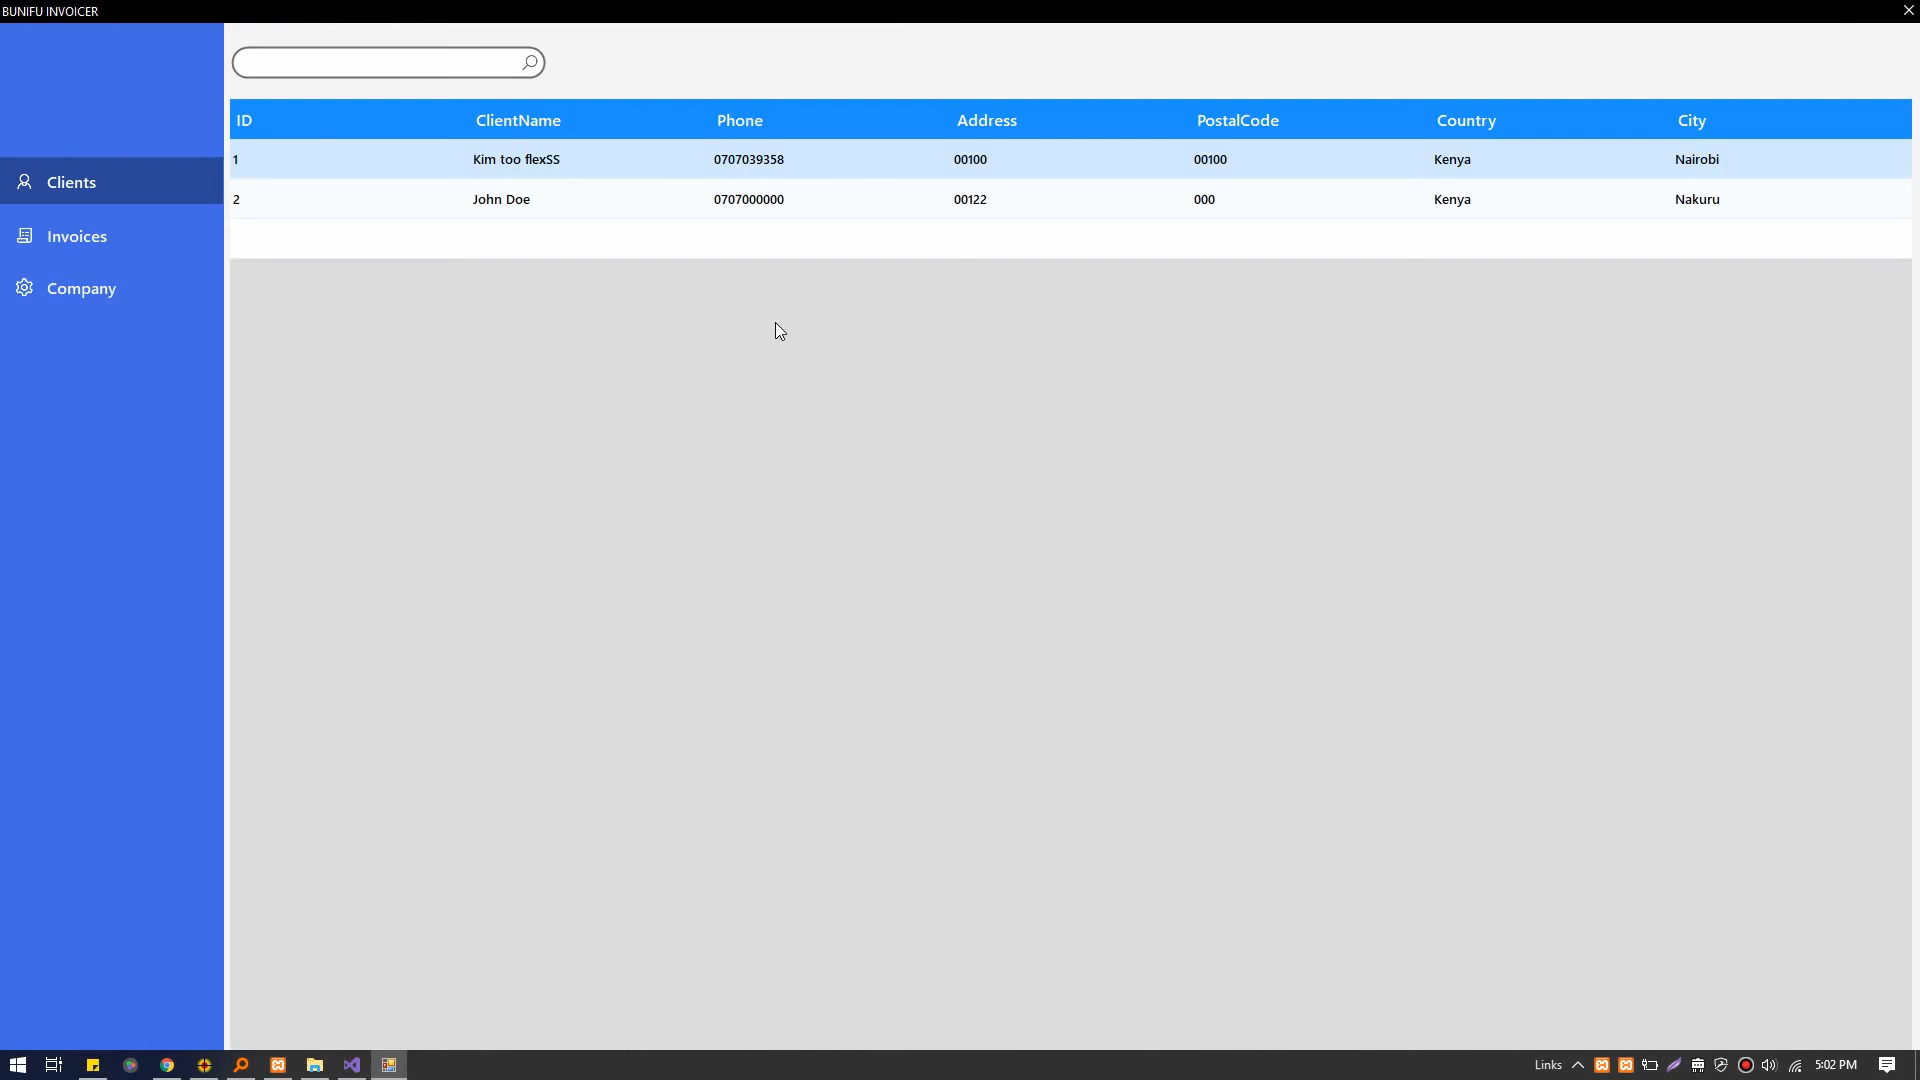 BUNIFU INVOICER
Clients
Invoices
Company
ID ClientName Phone Address PostalCode Country City
1 Kim too flexSS 0707039358 00100 00100 Kenya Nairobi
2 John Doe 0707000000 00122 000 Kenya Nakuru
Links 5:02 PM